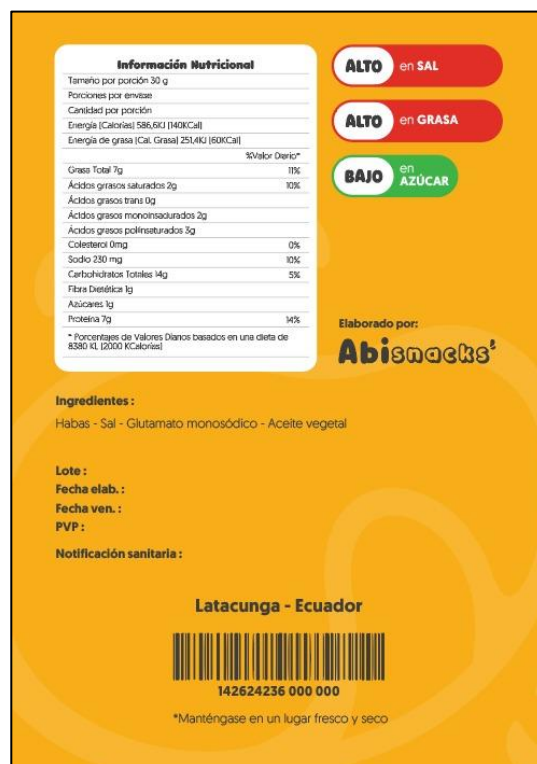 Información Nutricional
Tamaño por porción 30 g
Porciones por envase
Cantidad por porción
Energía (Calorías) 586,6KJ (140KCal)
Energía de grasa (Cal. Grasa) 251,4KJ (60KCal)
%Valor Diario*
Grasa Total 7g 11%
Ácidos grrasos saturados 2g 10%
Ácidos grasos trans 0g
Ácidos grasos monoinsadurados 2g
Ácidos grasos poliinsaturados 3g
Colesterol 0mg 0%
Sodio 230 mg 10%
Carbohidratos Totales 14g 5%
Fibra Dietética 1g
Azúcares 1g
Proteína 7g 14%
* Porcentajes de Valores Diarios basados en una dieta de
8380 KL (2000 KCalorías)
ALTO en SAL
ALTO en GRASA
BAJO en
AZÚCAR
Elaborado por:
Abisnacks'
Ingredientes :
Habas - Sal - Glutamato monosódico - Aceite vegetal
Lote :
Fecha elab. :
Fecha ven. :
PVP :
Notificación sanitaria :
Latacunga - Ecuador
142624236 000 000
*Manténgase en un lugar fresco y seco